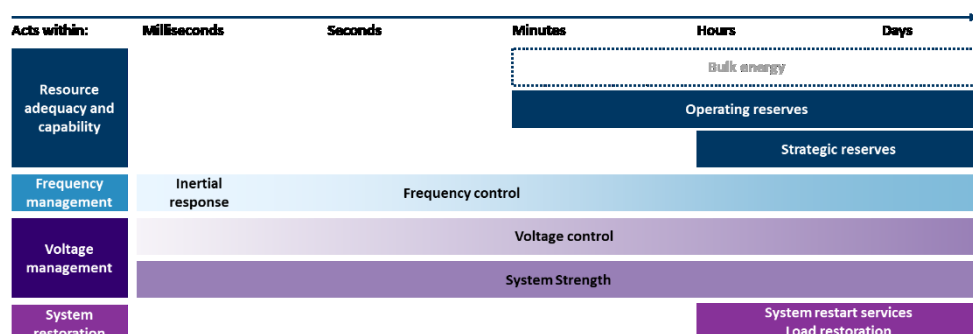 Acts within: Milliseconds Seconds Minutes Hours Days
Resource
adequacy and
capability
Bulk energy
Operating reserves
Strategic reserves
Frequency
management
Inertial
response
Frequency control
Voltage
management
Voltage control
System Strength
System
restoration
System restart services
Load restoration